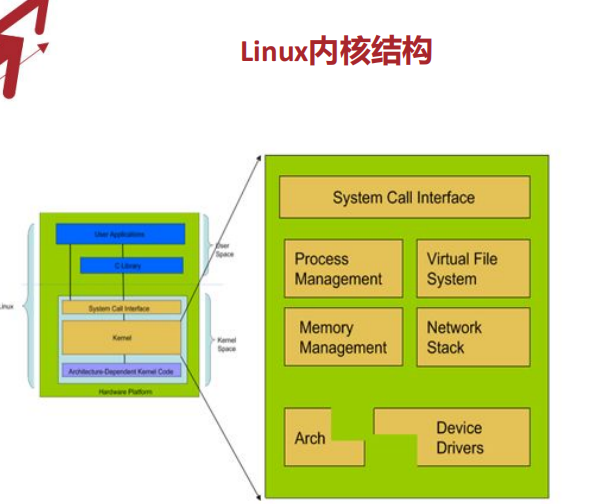 Linux内核结构
User Applications
C Library
System Call Interface
Kernel
Architecture-Dependent Kernel Code
Hardware Platform
Linux
User
Space
Kernel
Space
System Call Interface
Process
Management
Virtual File
System
Memory
Management
Network
Stack
Arch
Device
Drivers